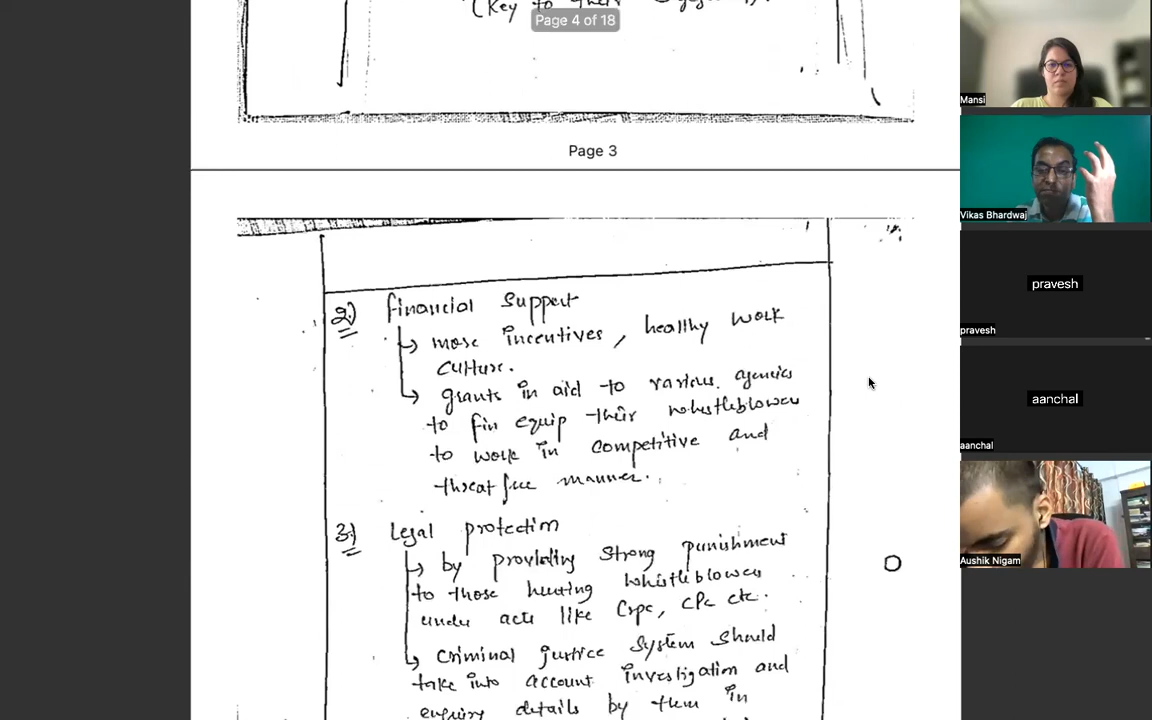 (Key to their
Page 4 of 18
Page 3
2) financial support
→ more incentives, healthy work
culture.
→ grants in aid to various agencies
to fin equip their whistleblower
to work in competitive and
threat free manner.
3) legal protection
→ by providing strong punishment
to those hurting whistleblower
under acts like Crpc, CPC etc.
→ Criminal justice System should
take into account investigation and
enquiry details by them in
Mansi
Vikas Bhardwaj
pravesh
pravesh
aanchal
aanchal
Aushik Nigam